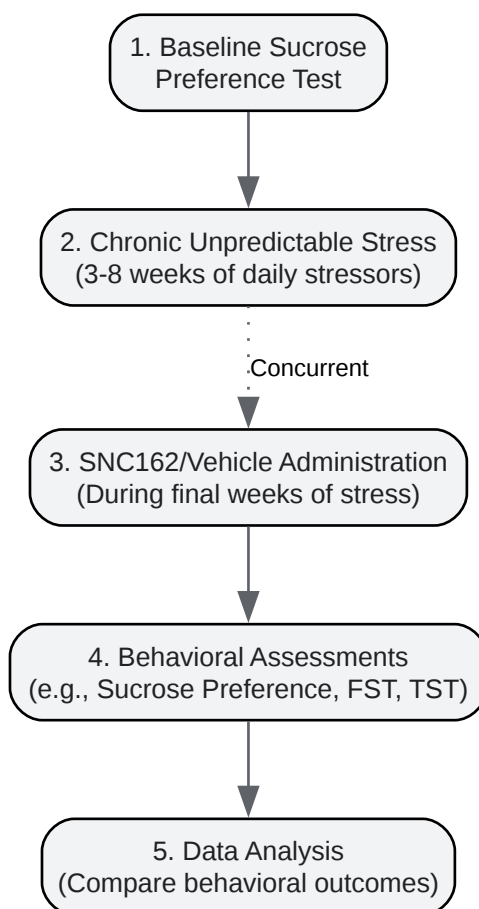 1. Baseline Sucrose
Preference Test
2. Chronic Unpredictable Stress
(3-8 weeks of daily stressors)
Concurrent
3. SNC162/Vehicle Administration
(During final weeks of stress)
4. Behavioral Assessments
(e.g., Sucrose Preference, FST, TST)
5. Data Analysis
(Compare behavioral outcomes)